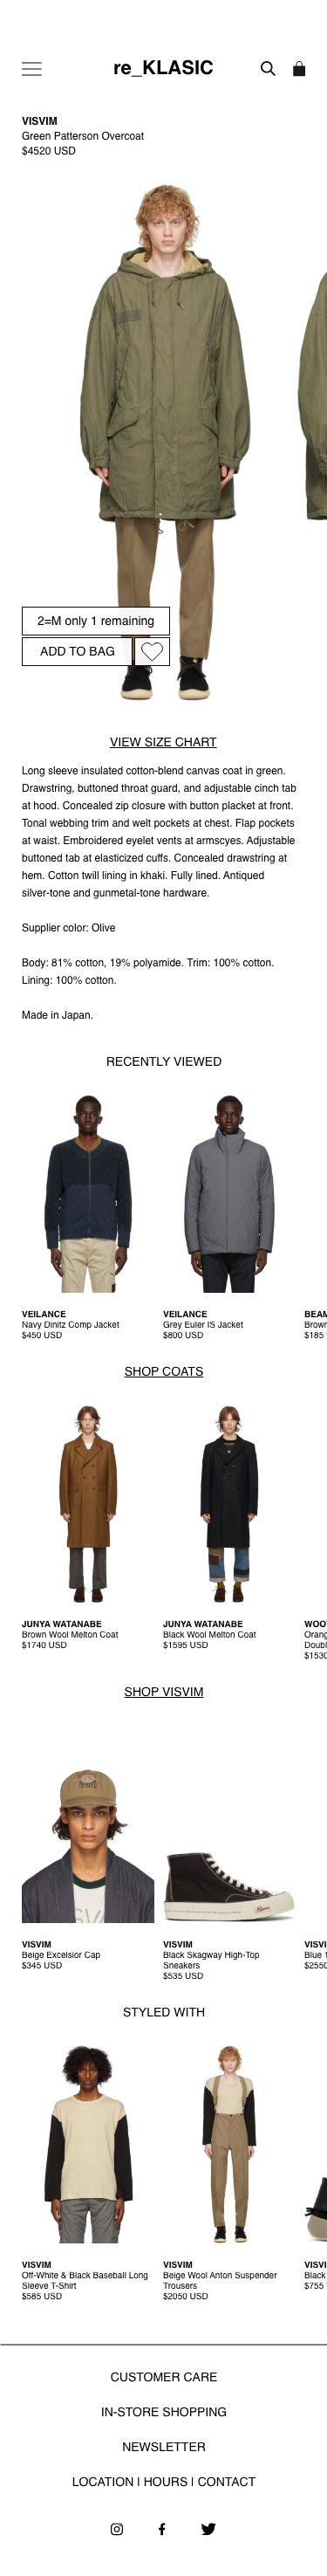 re_KLASIC
VISVIM
Green Patterson Overcoat
$4520 USD
2=M only 1 remaining
ADD TO BAG
VIEW SIZE CHART
Long sleeve insulated cotton-blend canvas coat in green.
Drawstring, buttoned throat guard, and adjustable cinch tab
at hood. Concealed zip closure with button placket at front.
Tonal webbing trim and welt pockets at chest. Flap pockets
at waist. Embroidered eyelet vents at armscyes. Adjustable
buttoned tab at elasticized cuffs. Concealed drawstring at
hem. Cotton twill lining in khaki. Fully lined. Antiqued
silver-tone and gunmetal-tone hardware.
Supplier color: Olive
Body: 81% cotton, 19% polyamide. Trim: 100% cotton.
Lining: 100% cotton.
Made in Japan.
RECENTLY VIEWED
VEILANCE
Navy Dinitz Comp Jacket
$450 USD
VEILANCE
Grey Euler IS Jacket
$800 USD
BEAM
Brown
$185
SHOP COATS
JUNYA WATANABE
Brown Wool Melton Coat
$1740 USD
JUNYA WATANABE
Black Wool Melton Coat
$1595 USD
WOO
Orang
Doubl
$1530
SHOP VISVIM
VISVIM
Beige Excelsior Cap
$345 USD
VISVIM
Black Skagway High-Top
Sneakers
$535 USD
VISVI
Blue 1
$2550
STYLED WITH
VISVIM
Off-White & Black Baseball Long
Sleeve T-Shirt
$585 USD
VISVIM
Beige Wool Anton Suspender
Trousers
$2050 USD
VISVI
Black
$755
CUSTOMER CARE
IN-STORE SHOPPING
NEWSLETTER
LOCATION | HOURS | CONTACT